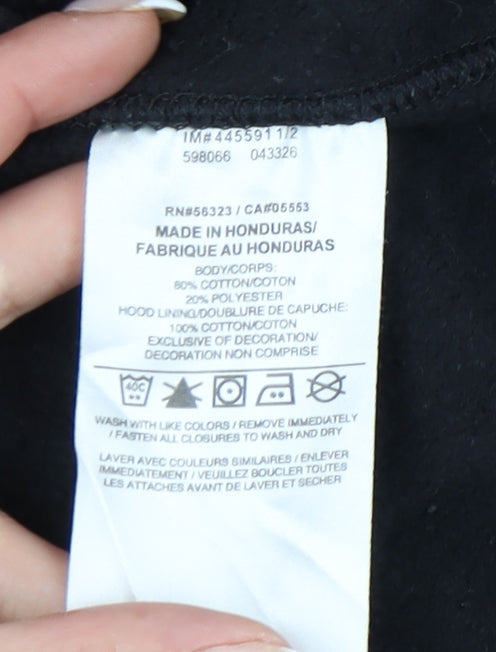 IM# 445591 1/2
598066 043326
RN#56323 / CA#05553
MADE IN HONDURAS/
FABRIQUE AU HONDURAS
BODY/CORPS:
80% COTTON/COTON
20% POLYESTER
HOOD LINING/DOUBLURE DE CAPUCHE:
100% COTTON/COTON
EXCLUSIVE OF DECORATION/
DECORATION NON COMPRISE
40C
WASH WITH LIKE COLORS / REMOVE IMMEDIATELY
/ FASTEN ALL CLOSURES TO WASH AND DRY
LAVER AVEC COULEURS SIMILAIRES / ENLEVER
IMMEDIATEMENT / VEUILLEZ BOUCLER TOUTES
LES ATTACHES AVANT DE LAVER ET SECHER